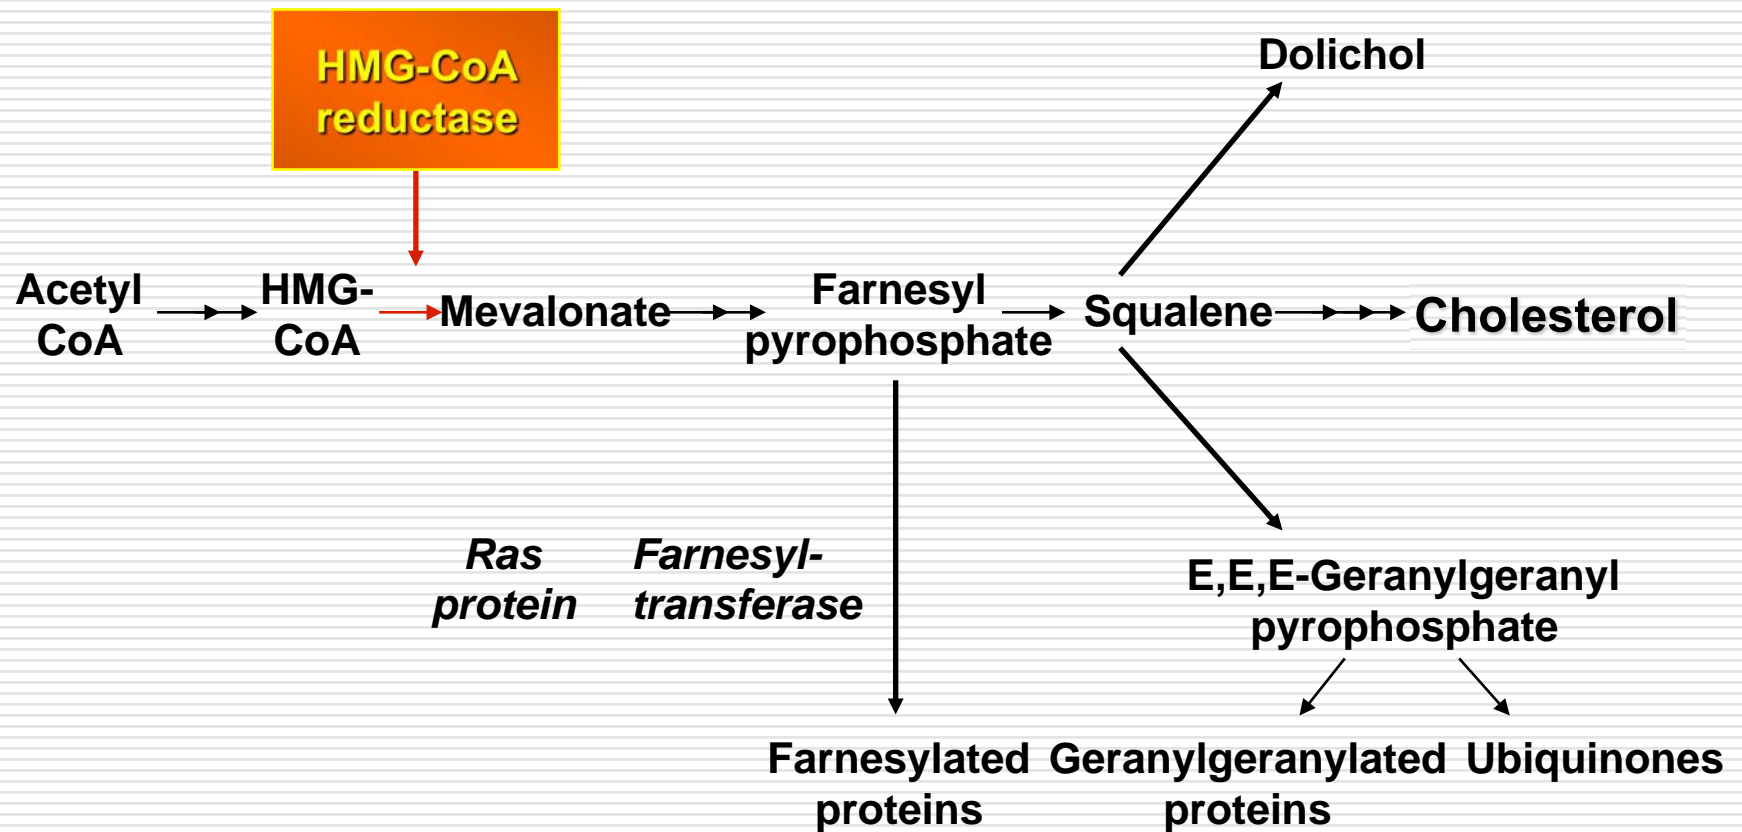 HMG-CoA
reductase
Dolichol
Acetyl
CoA
HMG-
CoA
Mevalonate
Farnesyl
pyrophosphate
Squalene
Cholesterol
Ras
protein
Farnesyl-
transferase
E,E,E-Geranylgeranyl
pyrophosphate
Farnesylated
proteins
Geranylgeranylated
proteins
Ubiquinones